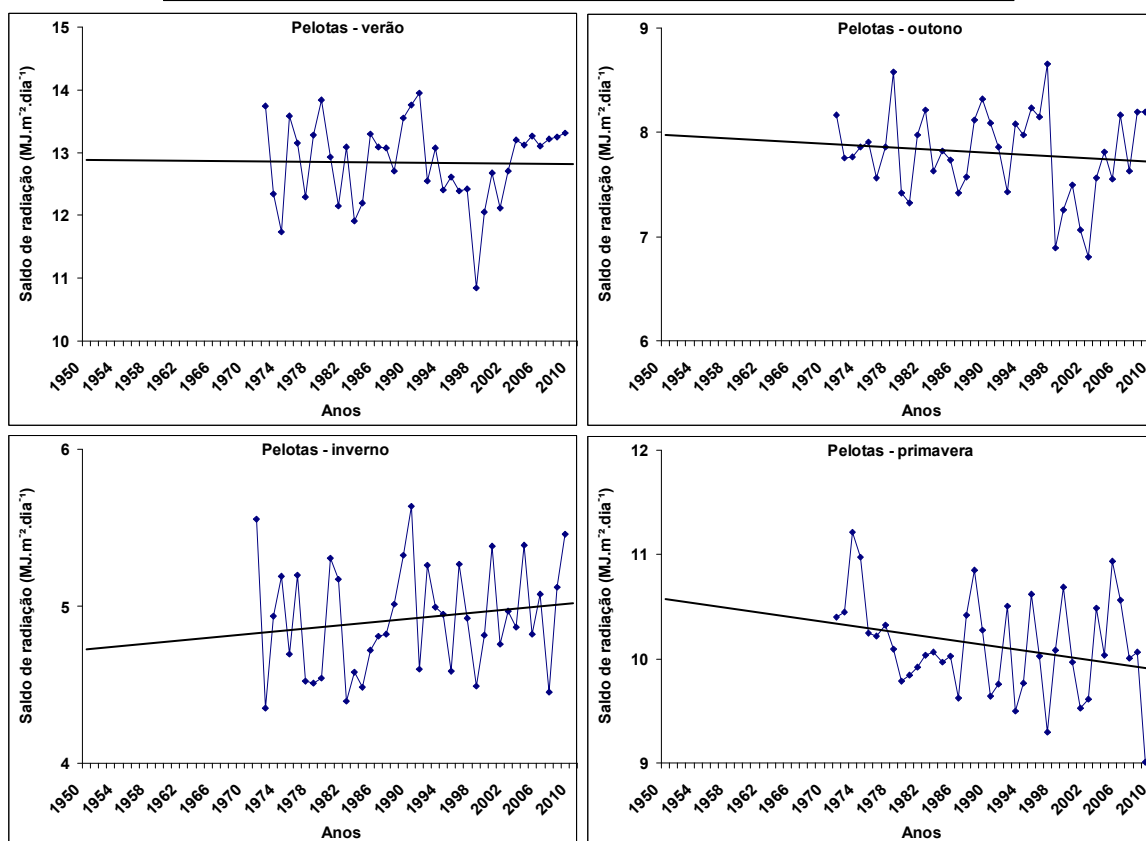 Pelotas - verão
Saldo de radiação (MJ.m⁻².dia⁻¹)
15
14
13
12
11
10
1950 1954 1958 1962 1966 1970 1974 1978 1982 1986 1990 1994 1998 2002 2006 2010
Anos
Pelotas - outono
Saldo de radiação (MJ.m⁻².dia⁻¹)
9
8
7
6
1950 1954 1958 1962 1966 1970 1974 1978 1982 1986 1990 1994 1998 2002 2006 2010
Anos
Pelotas - inverno
Saldo de radiação (MJ.m⁻².dia⁻¹)
6
5
4
1950 1954 1958 1962 1966 1970 1974 1978 1982 1986 1990 1994 1998 2002 2006 2010
Anos
Pelotas - primavera
Saldo de radiação (MJ.m⁻².dia⁻¹)
12
11
10
9
1950 1954 1958 1962 1966 1970 1974 1978 1982 1986 1990 1994 1998 2002 2006 2010
Anos